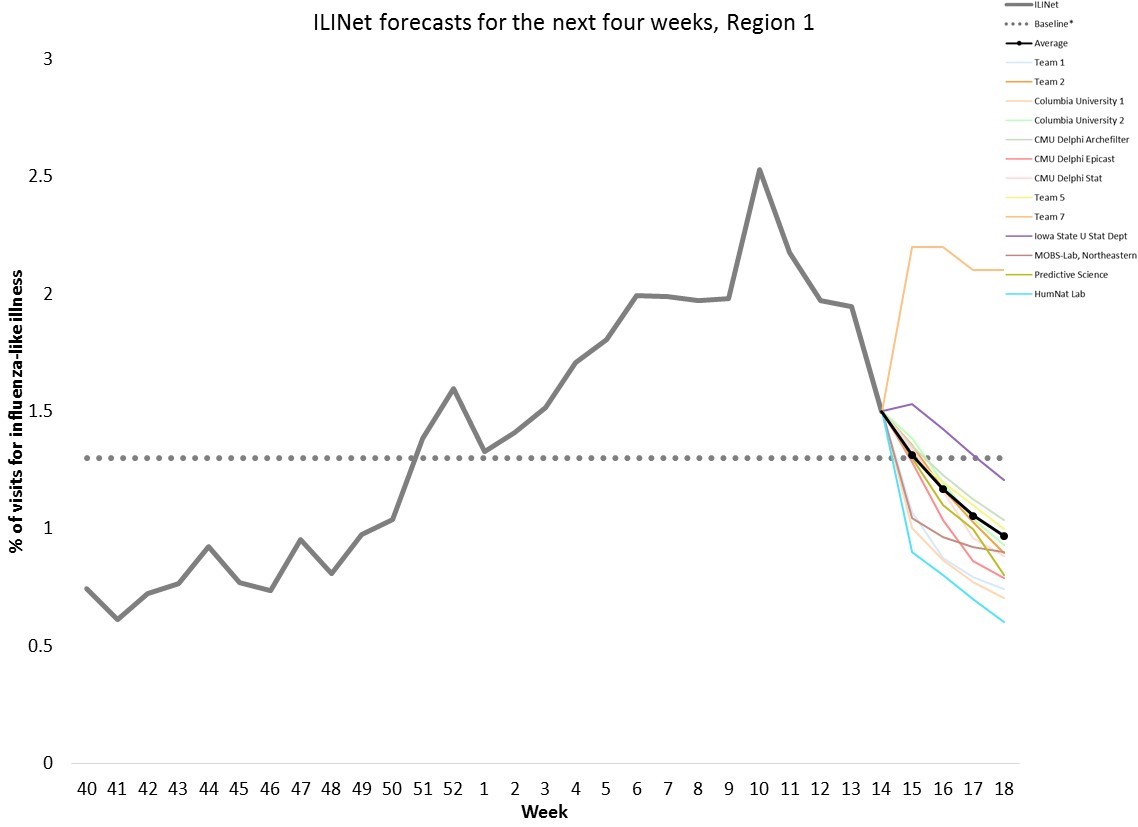 ILINet forecasts for the next four weeks, Region 1
ILINet
Baseline*
Average
Team 1
Team 2
Columbia University 1
Columbia University 2
CMU Delphi Archefilter
CMU Delphi Epicast
CMU Delphi Stat
Team 5
Team 7
Iowa State U Stat Dept
MOBS-Lab, Northeastern
Predictive Science
HumNat Lab
% of visits for influenza-like illness
3
2.5
2
1.5
1
0.5
0
40 41 42 43 44 45 46 47 48 49 50 51 52 1 2 3 4 5 6 7 8 9 10 11 12 13 14 15 16 17 18
Week